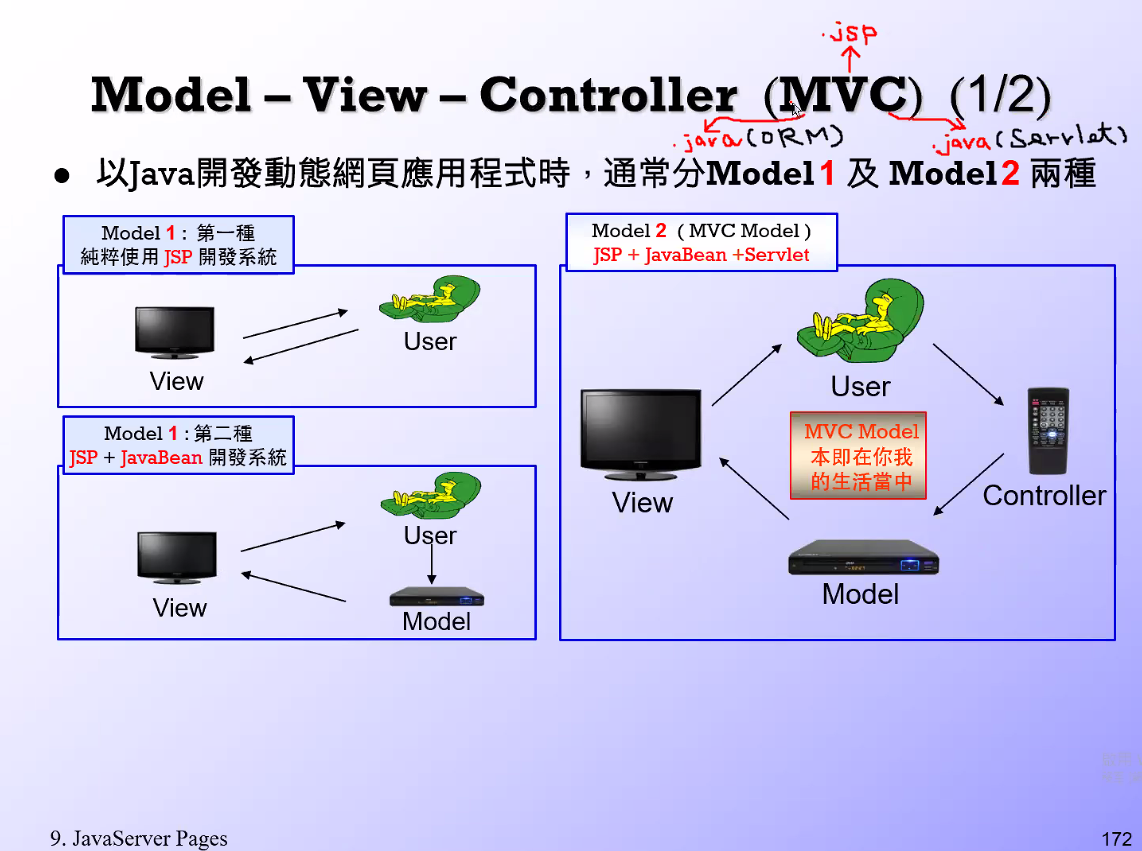 .jsp
Model – View – Controller (MVC) (1/2)
.java(ORM)
.java(Servlet)
● 以Java開發動態網頁應用程式時，通常分Model 1 及 Model 2 兩種
Model 1 : 第一種
純粹使用 JSP 開發系統
View
User
Model 1 : 第二種
JSP + JavaBean 開發系統
User
View
Model
Model 2 ( MVC Model )
JSP + JavaBean +Servlet
User
MVC Model
本即在你我
的生活當中
View
Controller
Model
9. JavaServer Pages
172